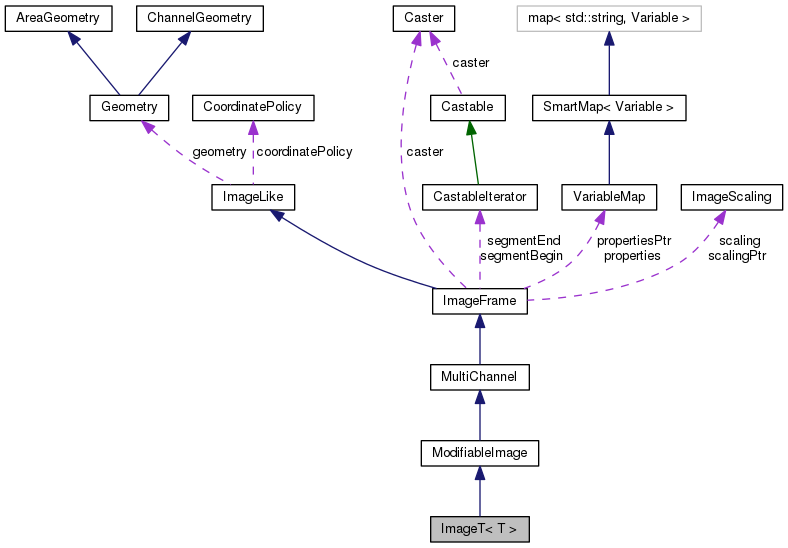 AreaGeometry
ChannelGeometry
Caster
map< std::string, Variable >
caster
Geometry
CoordinatePolicy
Castable
SmartMap< Variable >
geometry
coordinatePolicy
caster
ImageLike
CastableIterator
VariableMap
ImageScaling
segmentEnd
segmentBegin
propertiesPtr
properties
scaling
scalingPtr
ImageFrame
MultiChannel
ModifiableImage
ImageT< T >